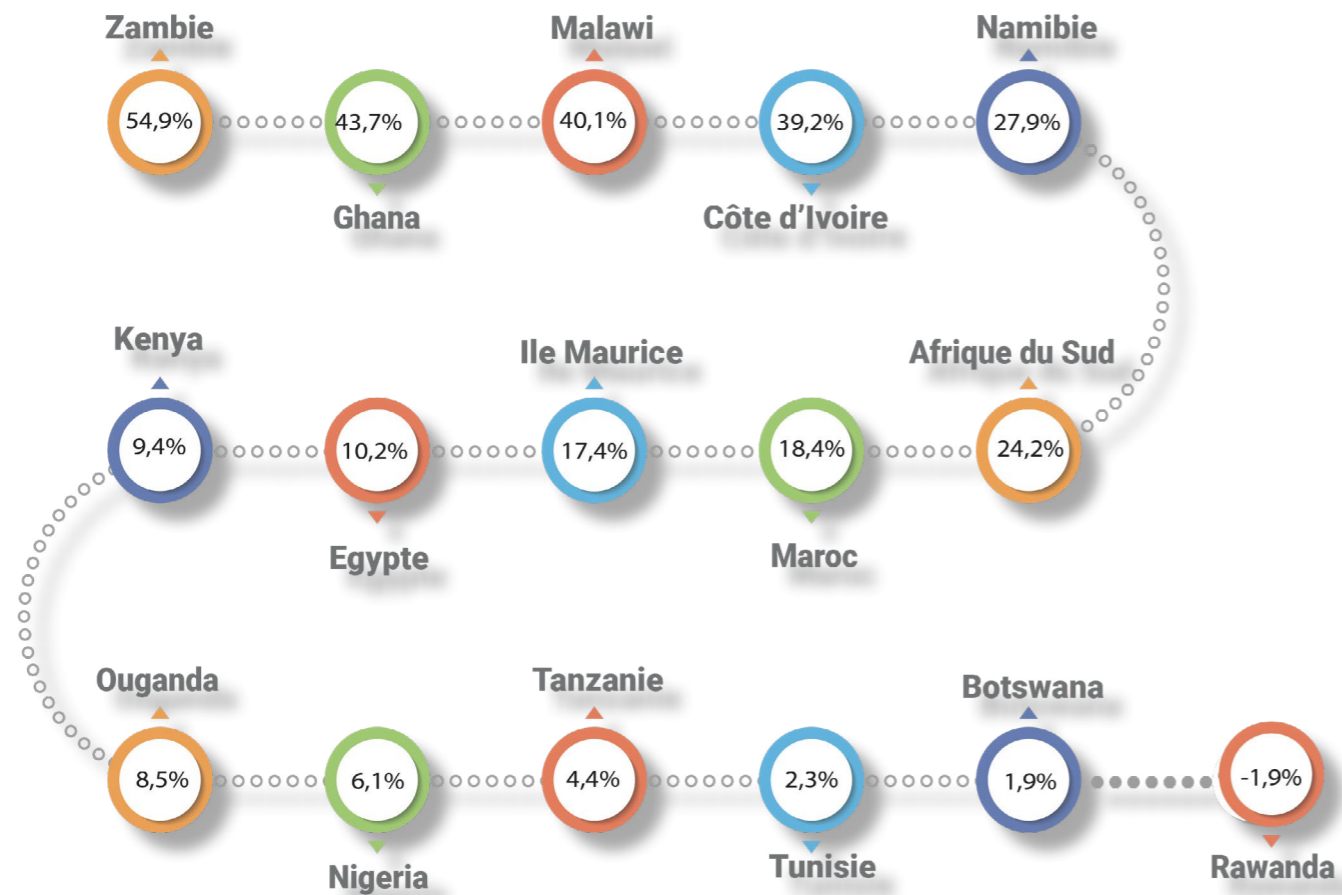 Zambie
Malawi
Namibie
54,9%
43,7%
40,1%
39,2%
27,9%
Ghana
Côte d’Ivoire
Kenya
Ile Maurice
Afrique du Sud
9,4%
10,2%
17,4%
18,4%
24,2%
Egypte
Maroc
Ouganda
Tanzanie
Botswana
8,5%
6,1%
4,4%
2,3%
1,9%
-1,9%
Nigeria
Tunisie
Rawanda